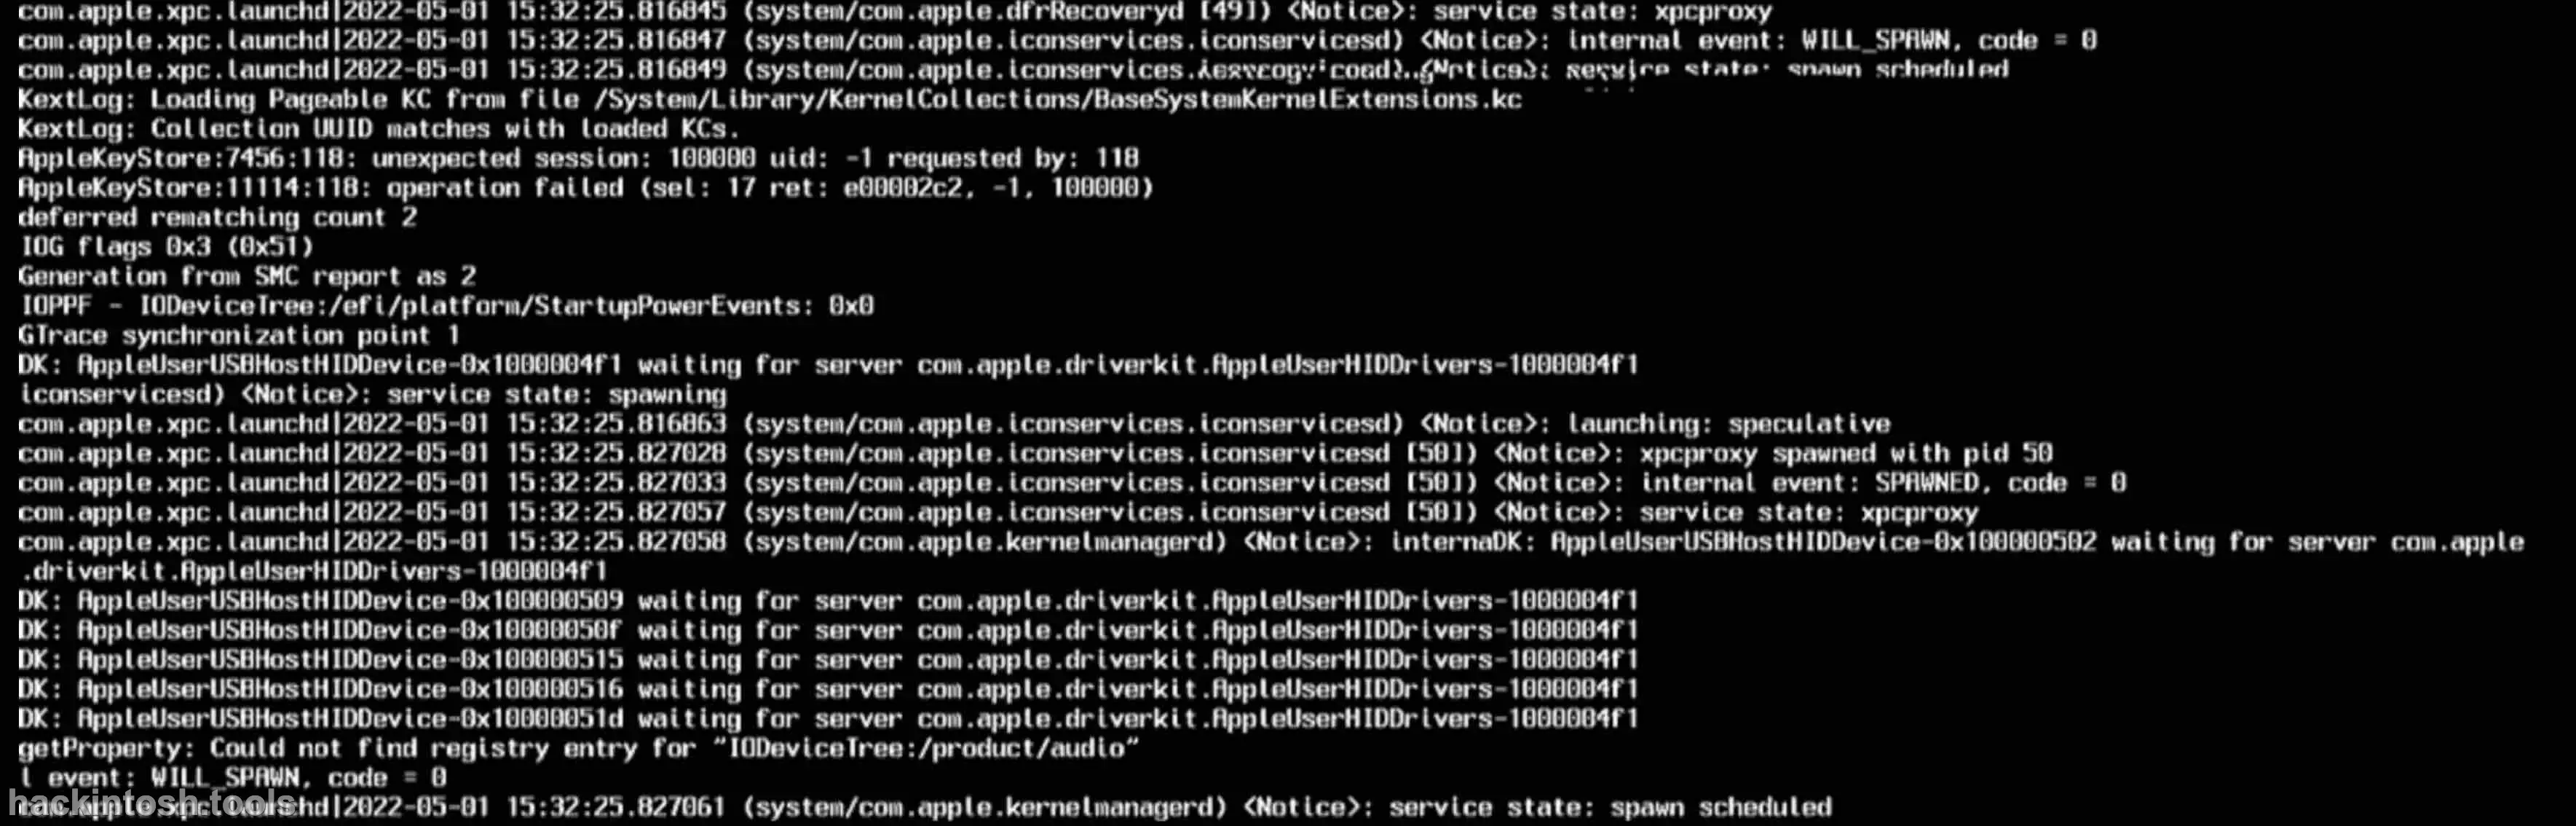 com.apple.xpc.launchd|2022-05-01 15:32:25.816845 (system/com.apple.dfrRecoveryd [49]) <Notice>: service state: xpcproxy
com.apple.xpc.launchd|2022-05-01 15:32:25.816847 (system/com.apple.iconservices.iconservicesd) <Notice>: internal event: WILL_SPAWN, code = 0
com.apple.xpc.launchd|2022-05-01 15:32:25.816849 (system/com.apple.iconservices. service state: spawn scheduled
KextLog: Loading Pageable KC from file /System/Library/KernelCollections/BaseSystemKernelExtensions.kc
KextLog: Collection UUID matches with loaded KCs.
AppleKeyStore:7456:118: unexpected session: 100000 uid: -1 requested by: 118
AppleKeyStore:11114:118: operation failed (sel: 17 ret: e00002c2, -1, 100000)
deferred rematching count 2
IOG flags 0x3 (0x51)
Generation from SMC report as 2
IOPPF - IODeviceTree:/efi/platform/StartupPowerEvents: 0x0
GTrace synchronization point 1
DK: AppleUserUSBHostHIDDevice-0x1000004f1 waiting for server com.apple.driverkit.AppleUserHIDDrivers-1000004f1
iconservicesd) <Notice>: service state: spawning
com.apple.xpc.launchd|2022-05-01 15:32:25.816863 (system/com.apple.iconservices.iconservicesd) <Notice>: launching: speculative
com.apple.xpc.launchd|2022-05-01 15:32:25.827028 (system/com.apple.iconservices.iconservicesd [50]) <Notice>: xpcproxy spawned with pid 50
com.apple.xpc.launchd|2022-05-01 15:32:25.827033 (system/com.apple.iconservices.iconservicesd [50]) <Notice>: internal event: SPAWNED, code = 0
com.apple.xpc.launchd|2022-05-01 15:32:25.827057 (system/com.apple.iconservices.iconservicesd [50]) <Notice>: service state: xpcproxy
com.apple.xpc.launchd|2022-05-01 15:32:25.827058 (system/com.apple.kernelmanagerd) <Notice>: internaDK: AppleUserUSBHostHIDDevice-0x100000502 waiting for server com.apple
.driverkit.AppleUserHIDDrivers-1000004f1
DK: AppleUserUSBHostHIDDevice-0x100000509 waiting for server com.apple.driverkit.AppleUserHIDDrivers-1000004f1
DK: AppleUserUSBHostHIDDevice-0x10000050f waiting for server com.apple.driverkit.AppleUserHIDDrivers-1000004f1
DK: AppleUserUSBHostHIDDevice-0x100000515 waiting for server com.apple.driverkit.AppleUserHIDDrivers-1000004f1
DK: AppleUserUSBHostHIDDevice-0x100000516 waiting for server com.apple.driverkit.AppleUserHIDDrivers-1000004f1
DK: AppleUserUSBHostHIDDevice-0x10000051d waiting for server com.apple.driverkit.AppleUserHIDDrivers-1000004f1
getProperty: Could not find registry entry for "IODeviceTree:/product/audio"
l event: WILL_SPAWN, code = 0
com.apple.xpc.launchd|2022-05-01 15:32:25.827061 (system/com.apple.kernelmanagerd) <Notice>: service state: spawn scheduled
hackintosh.tools